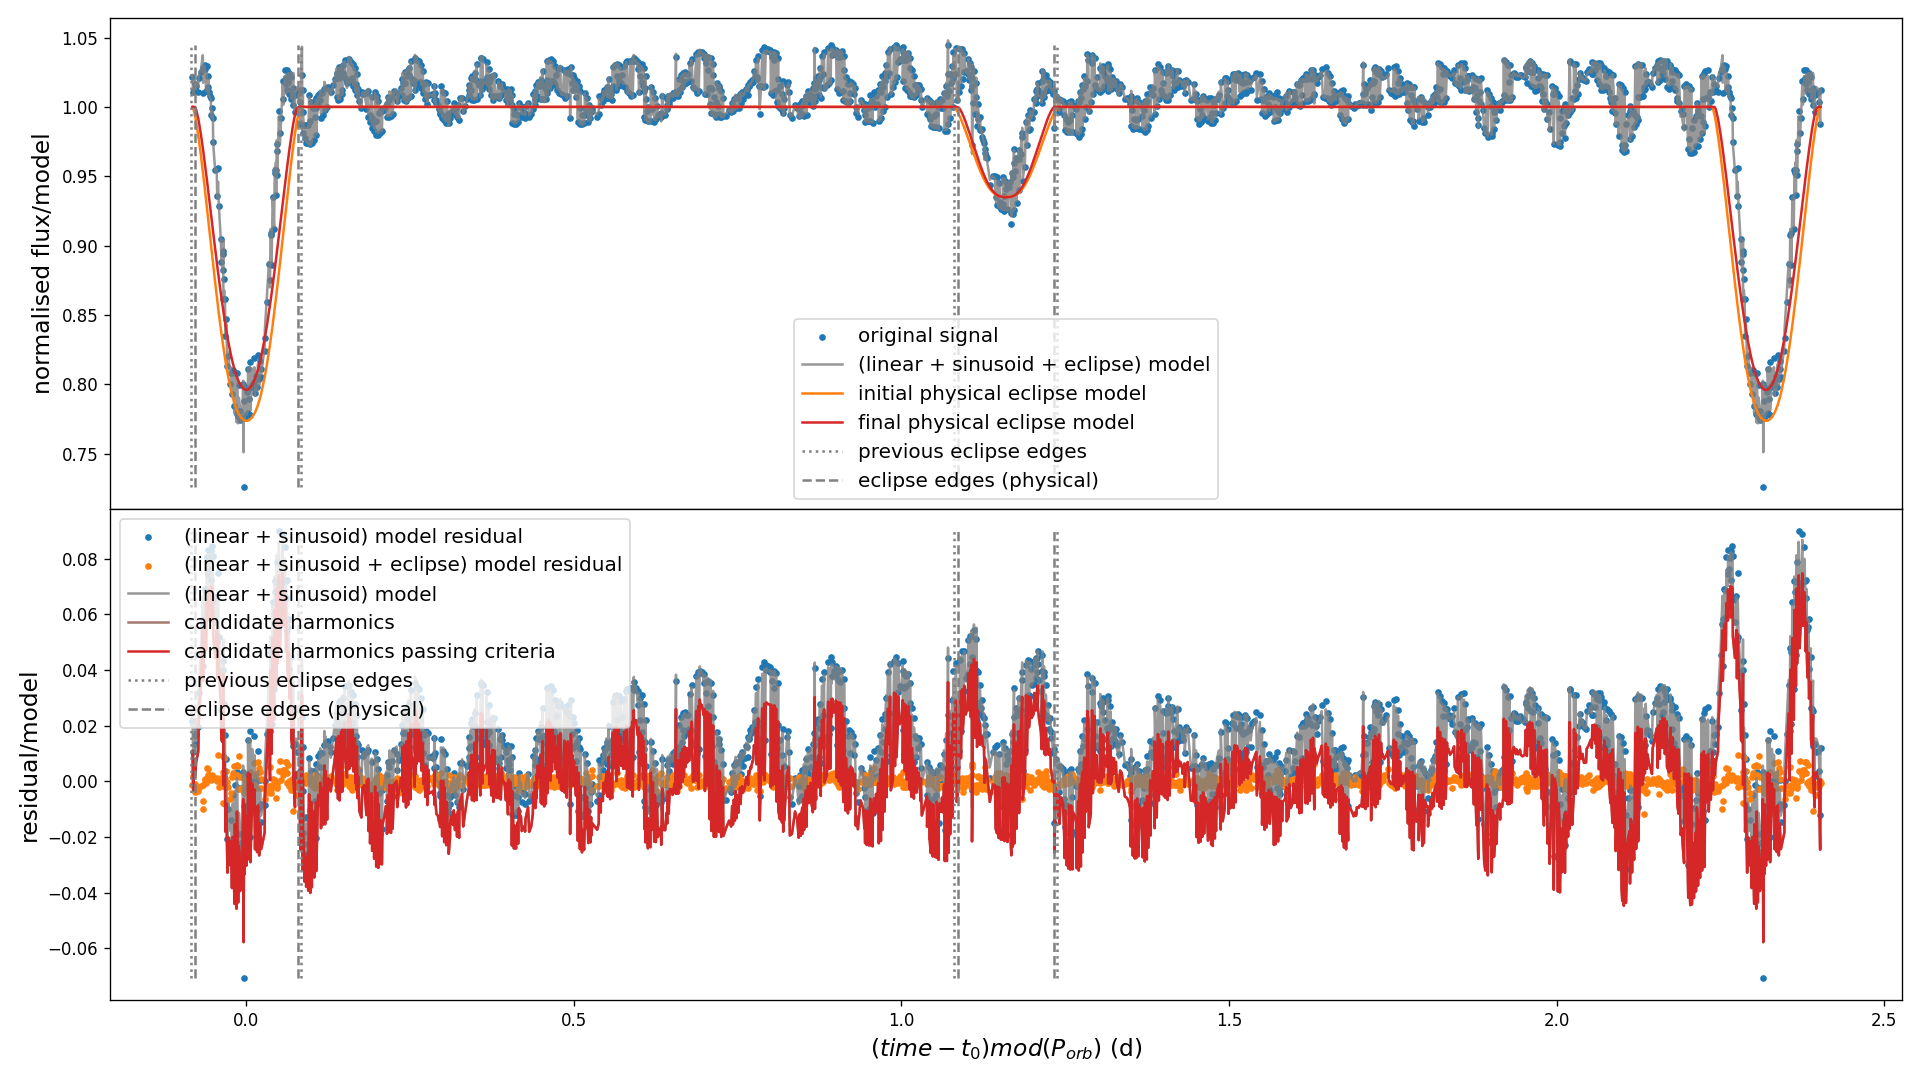 1.05
1.00
0.95
0.90
0.85
0.80
0.75
normalised flux/model
original signal
(linear + sinusoid + eclipse) model
initial physical eclipse model
final physical eclipse model
previous eclipse edges
eclipse edges (physical)
(linear + sinusoid) model residual
(linear + sinusoid + eclipse) model residual
(linear + sinusoid) model
candidate harmonics
candidate harmonics passing criteria
previous eclipse edges
eclipse edges (physical)
0.08
0.06
0.04
0.02
0.00
−0.02
−0.04
−0.06
residual/model
0.0 0.5 1.0 1.5 2.0 2.5
(time − t₀)mod(P_orb) (d)